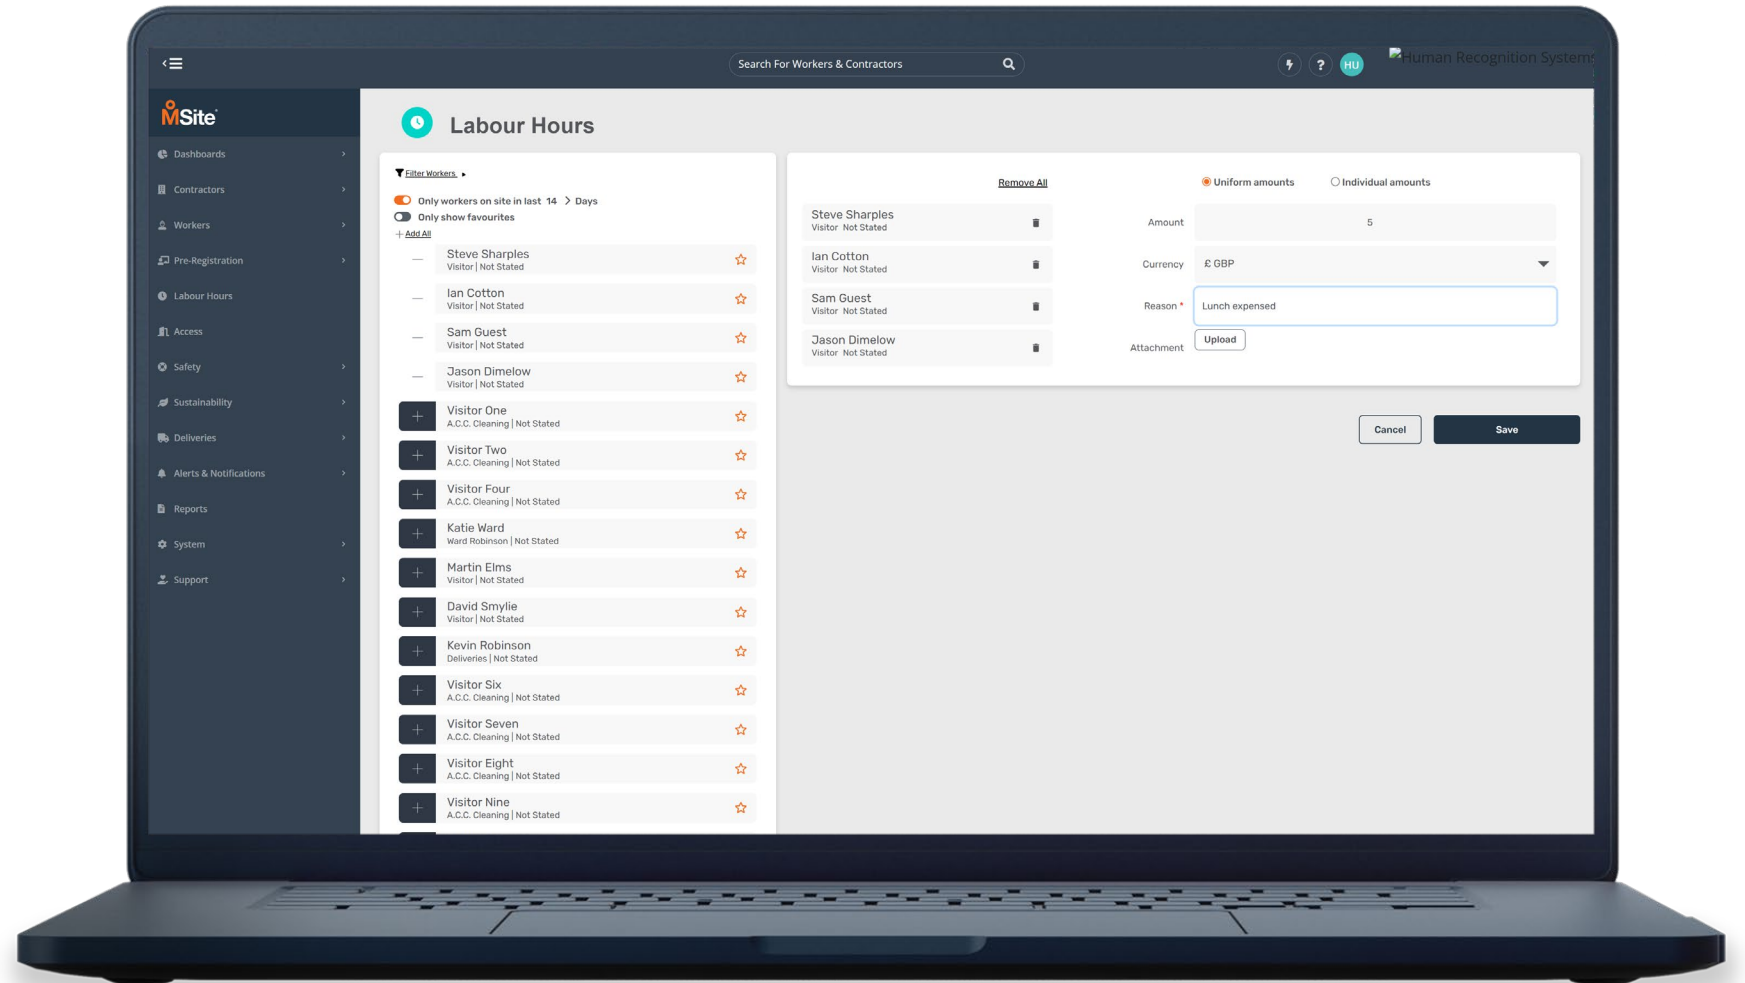 Search For Workers & Contractors
?
HU
Human Recognition Systems
MSite
Dashboards
Contractors
Workers
Pre-Registration
Labour Hours
Access
Safety
Sustainability
Deliveries
Alerts & Notifications
Reports
System
Support
Labour Hours
Filter Workers
Only workers on site in last 14 > Days
Only show favourites
+ Add All
Steve Sharples
Visitor | Not Stated
Ian Cotton
Visitor | Not Stated
Sam Guest
Visitor | Not Stated
Jason Dimelow
Visitor | Not Stated
Visitor One
A.C.C. Cleaning | Not Stated
Visitor Two
A.C.C. Cleaning | Not Stated
Visitor Four
A.C.C. Cleaning | Not Stated
Katie Ward
Ward Robinson | Not Stated
Martin Elms
Visitor | Not Stated
David Smylie
Visitor | Not Stated
Kevin Robinson
Deliveries | Not Stated
Visitor Six
A.C.C. Cleaning | Not Stated
Visitor Seven
A.C.C. Cleaning | Not Stated
Visitor Eight
A.C.C. Cleaning | Not Stated
Visitor Nine
A.C.C. Cleaning | Not Stated
Remove All
Steve Sharples
Visitor Not Stated
Ian Cotton
Visitor Not Stated
Sam Guest
Visitor Not Stated
Jason Dimelow
Visitor Not Stated
Uniform amounts Individual amounts
Amount 5
Currency £ GBP
Reason * Lunch expensed
Attachment Upload
Cancel Save